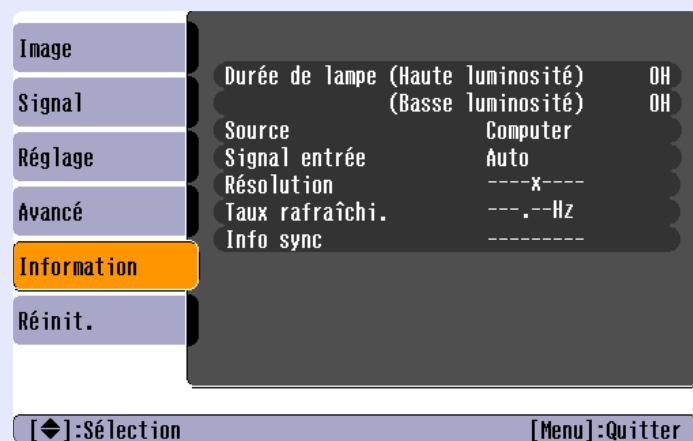 Image
Signal
Réglage
Avancé
Information
Réinit.
Durée de lampe (Haute luminosité) 0H
(Basse luminosité) 0H
Source Computer
Signal entrée Auto
Résolution ----x----
Taux rafraîchi. ---.--Hz
Info sync ---------
[◆]:Sélection [Menu]:Quitter